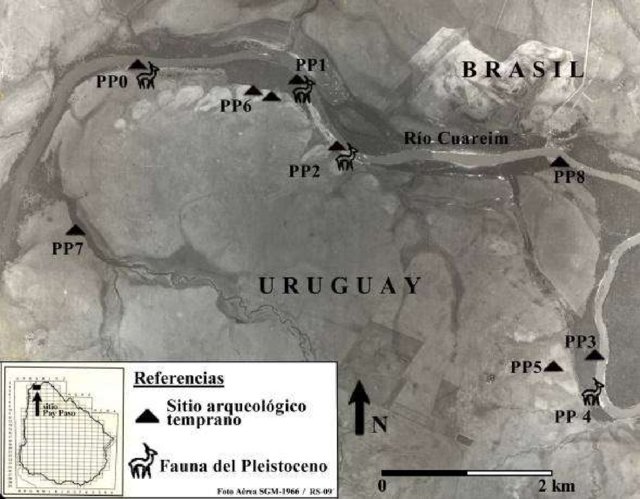 BRASIL
PP0
PP1
PP6
Río Cuareim
PP2
PP8
PP7
URUGUAY
PP3
PP5
PP 4
N
0
2 km
Referencias
Sitio arqueológico
temprano
Fauna del Pleistoceno
sitio
Pay Paso
Foto Aérea SGM-1966 / RS-09